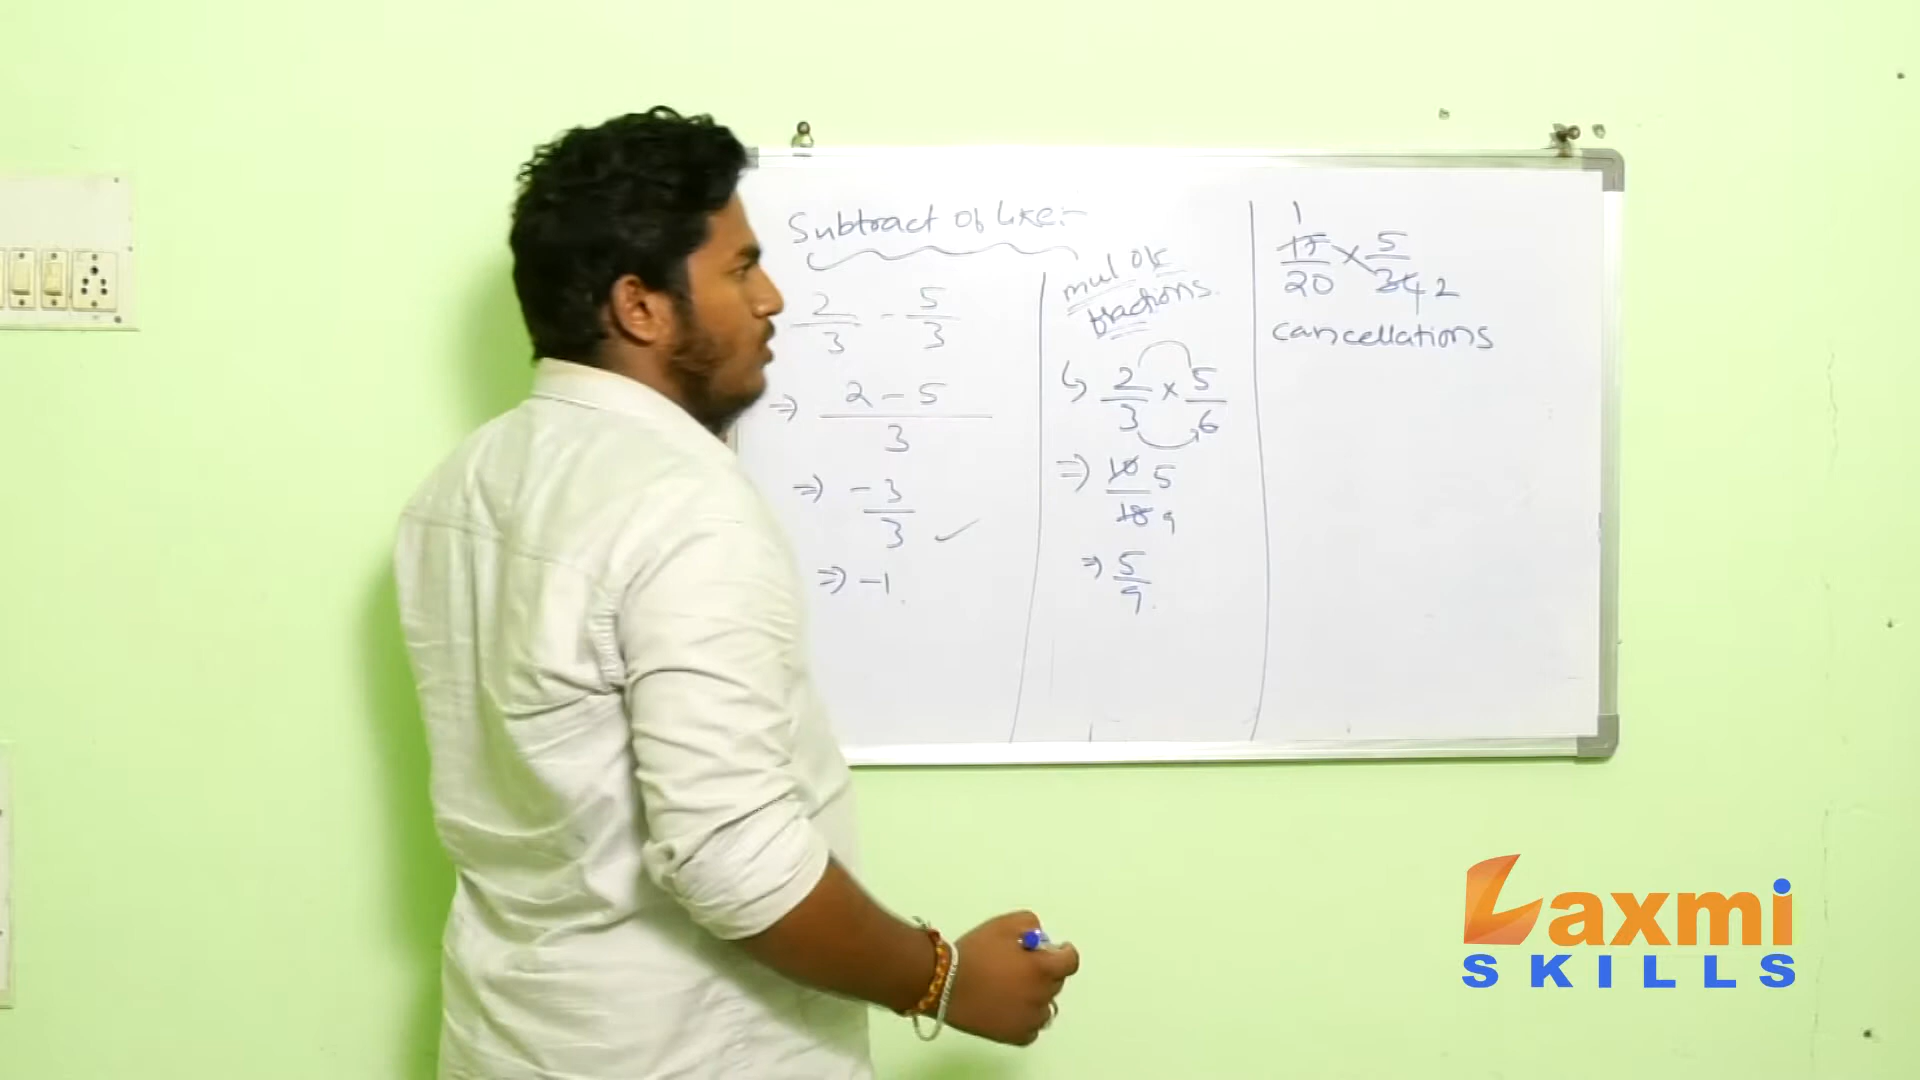 Subtract of like:-
2/3 - 5/3
⇒ 2 - 5 / 3
⇒ -3/3 ✓
⇒ -1.
mul of
fractions.
↳ 2/3 × 5/6
⇒ 10/18 5/9
⇒ 5/9.
1
17/20 × 5/34 2
cancellations
Laxmi
SKILLS